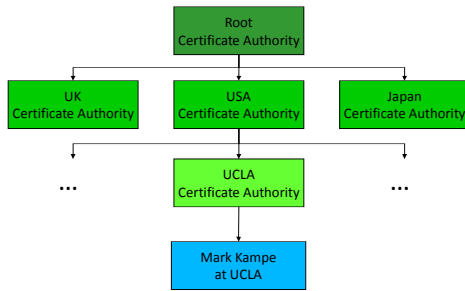 Root
Certificate Authority
UK
Certificate Authority
USA
Certificate Authority
Japan
Certificate Authority
...
UCLA
Certificate Authority
...
Mark Kampe
at UCLA